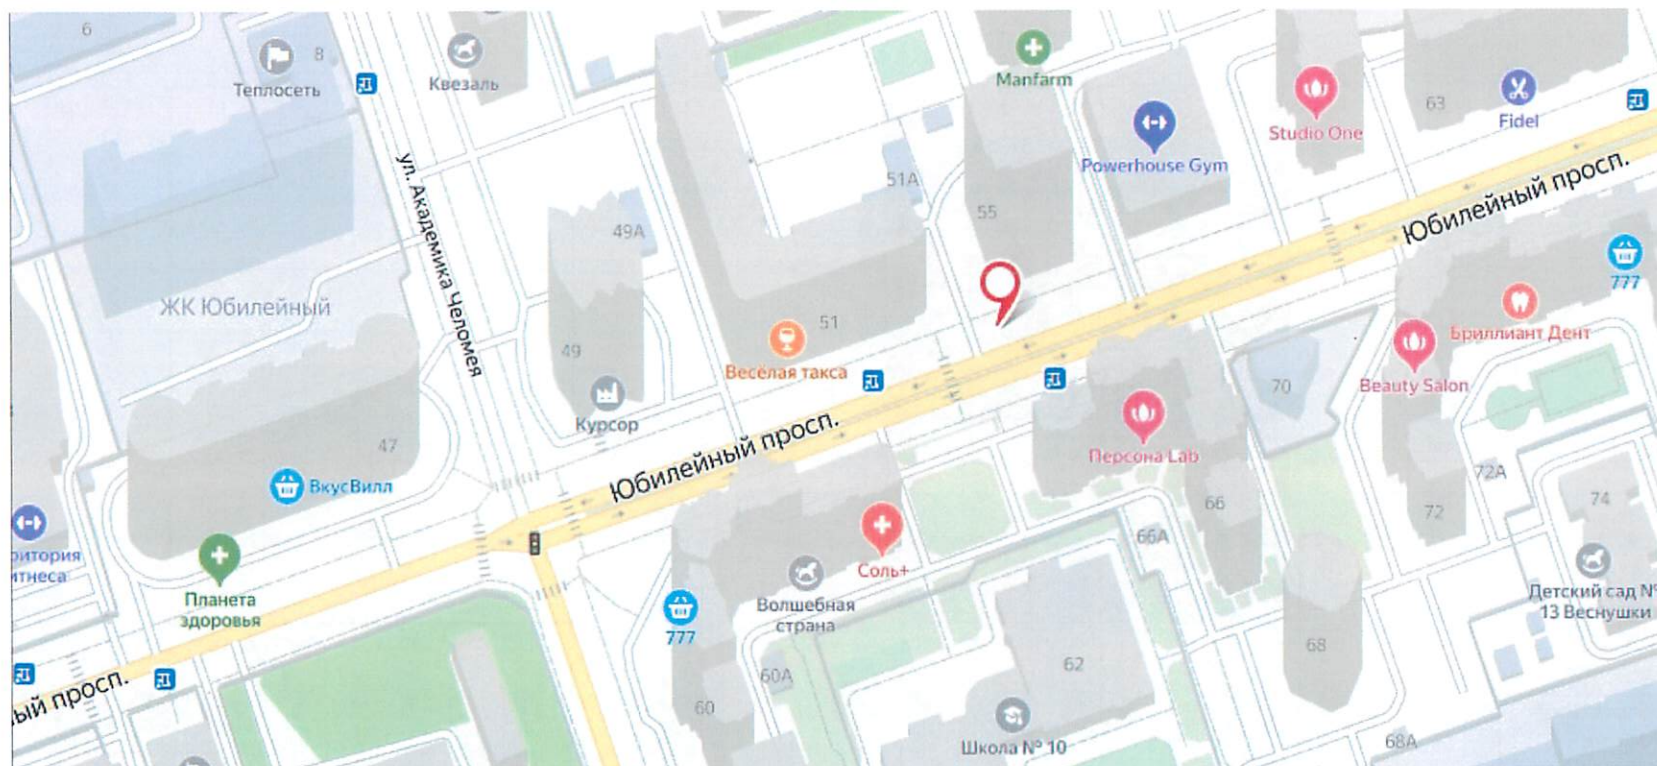 6
8
Теплосеть
Квезаль
Manfarm
Powerhouse Gym
Studio One
63
Fidel
ул. Академика Челомея
49А
51А
55
Юбилейный просп.
777
ЖК Юбилейный
49
51
Весёлая такса
Бриллиант Дент
70
Beauty Salon
Курсор
47
Юбилейный просп.
ВкусВилл
Персона Lab
66
72А
72
74
66А
Соль+
ритория
итнеса
Планета
здоровья
Волшебная
страна
777
Детский сад №
13 Веснушки
68
62
60А
60
ый просп.
Школа № 10
68А